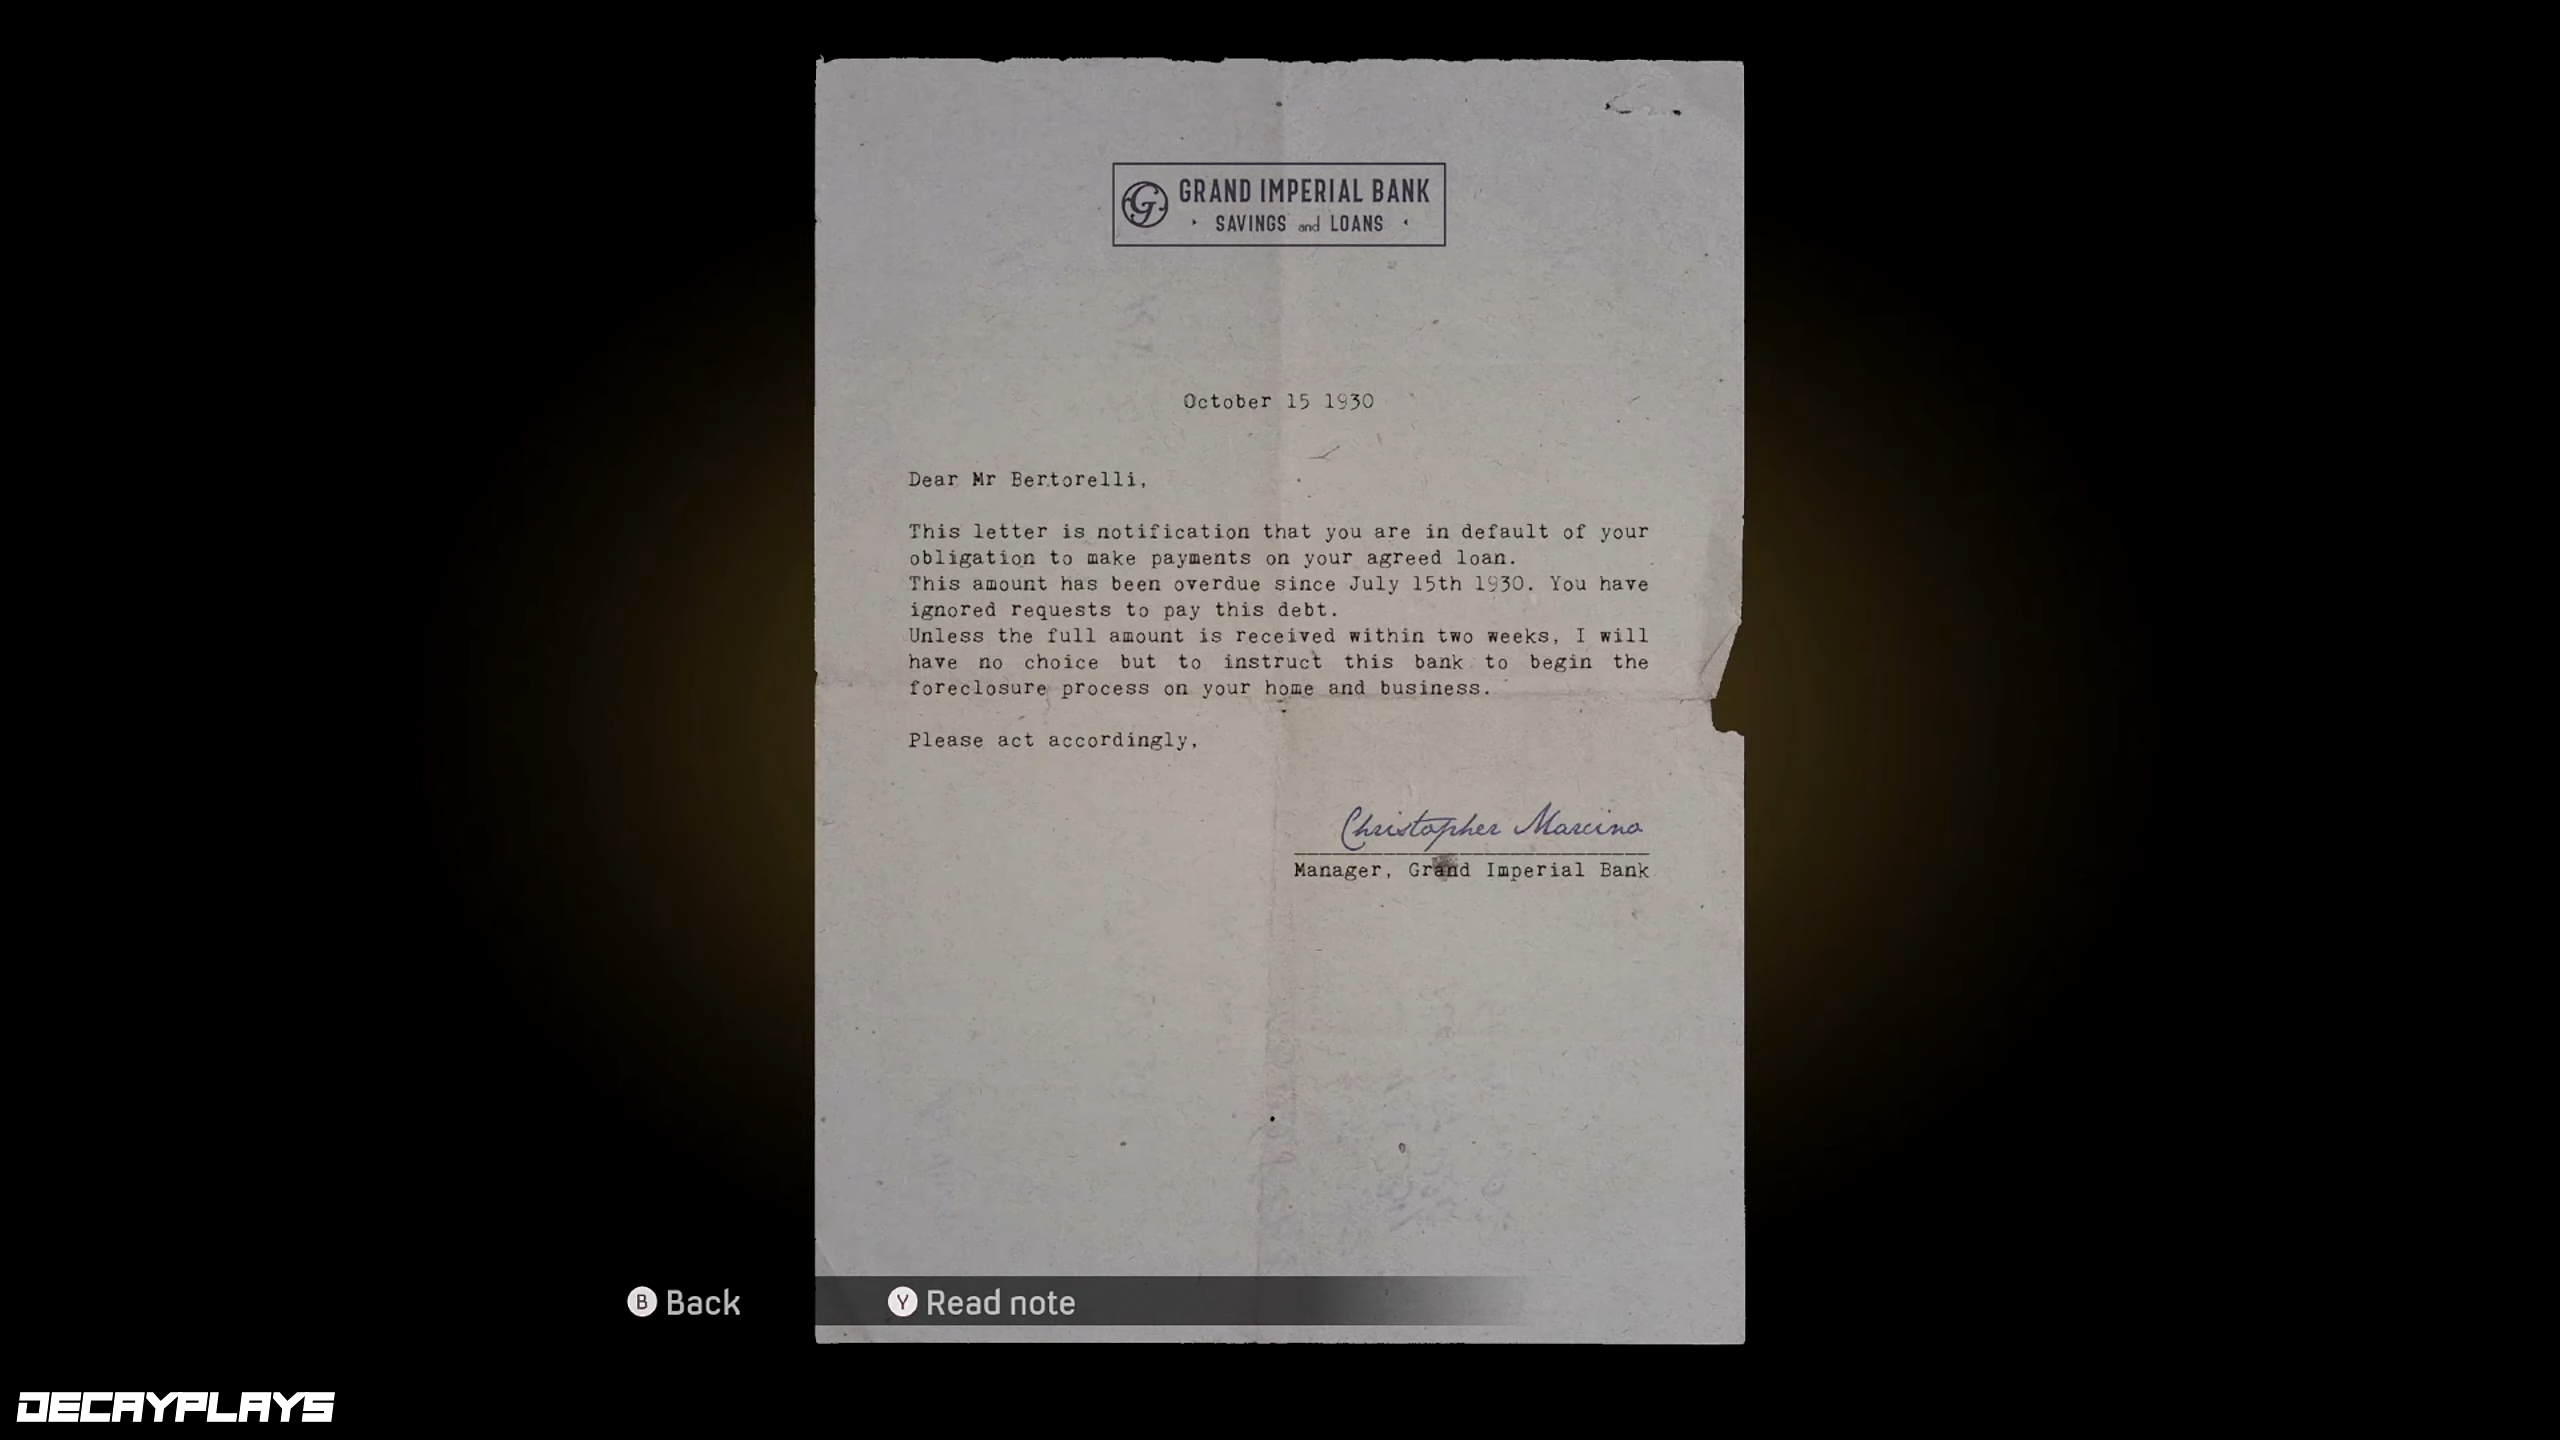 GRAND IMPERIAL BANK
SAVINGS and LOANS
October 15 1930
Dear Mr Bertorelli,
This letter is notification that you are in default of your
obligation to make payments on your agreed loan.
This amount has been overdue since July 15th 1930. You have
ignored requests to pay this debt.
Unless the full amount is received within two weeks, I will
have no choice but to instruct this bank to begin the
foreclosure process on your home and business.
Please act accordingly,
Christopher Marcino
Manager, Grand Imperial Bank
B Back
Y Read note
DECAYPLAYS